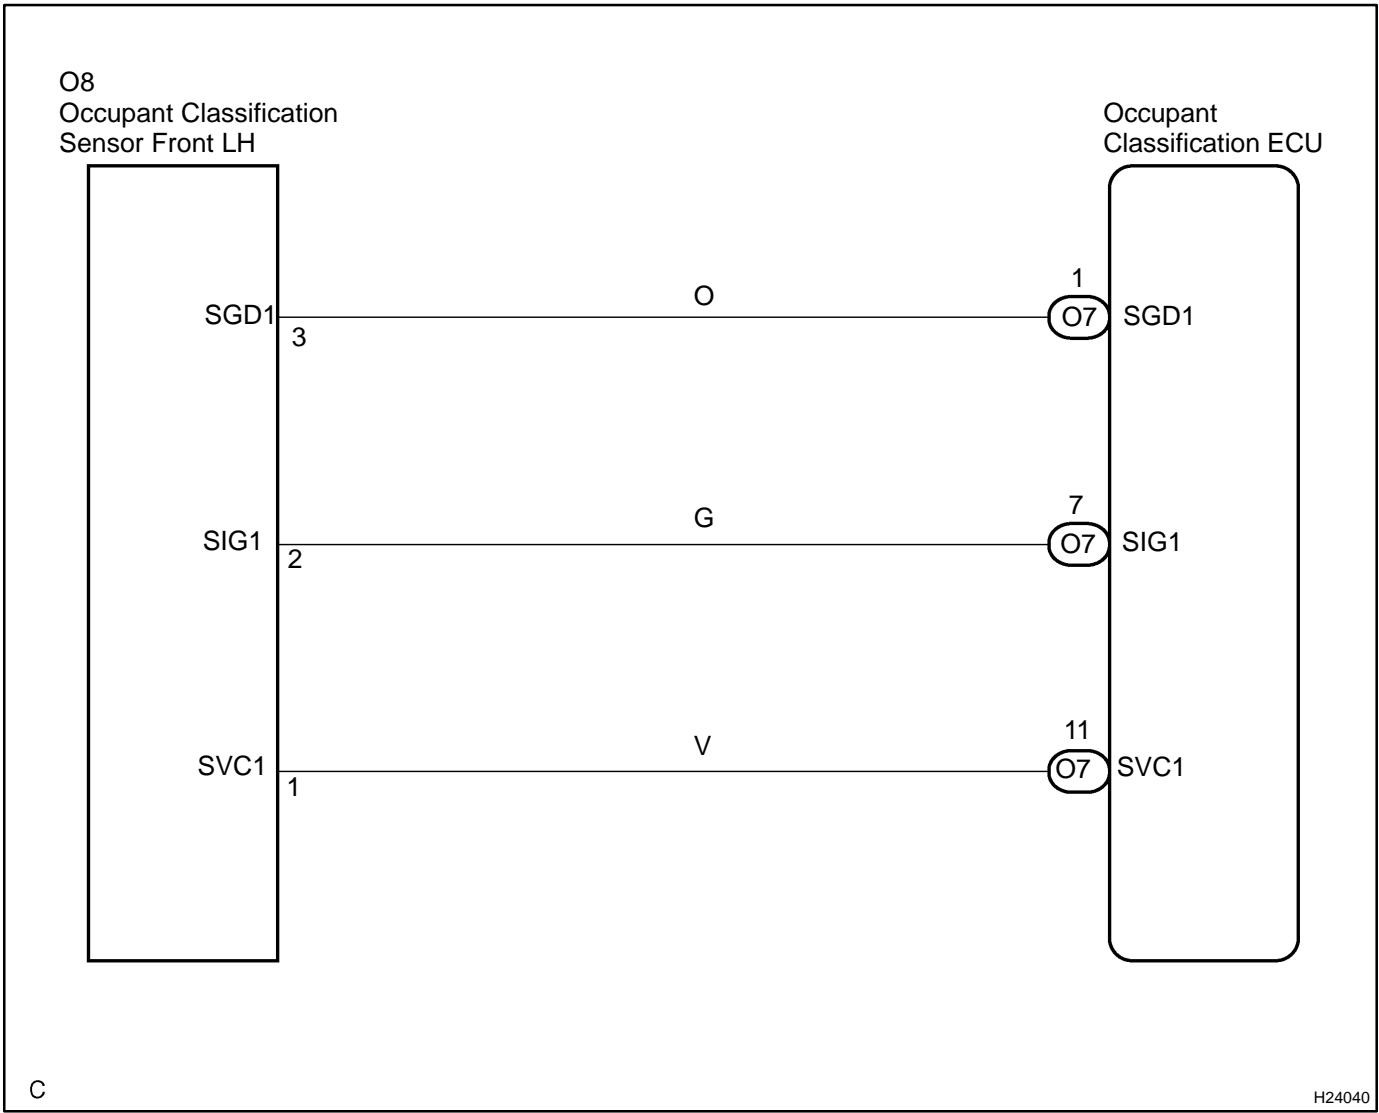 O8
Occupant Classification
Sensor Front LH
Occupant
Classification ECU
SGD1
3
O
1
O7
SGD1
SIG1
2
G
7
O7
SIG1
SVC1
1
V
11
O7
SVC1
C
H24040